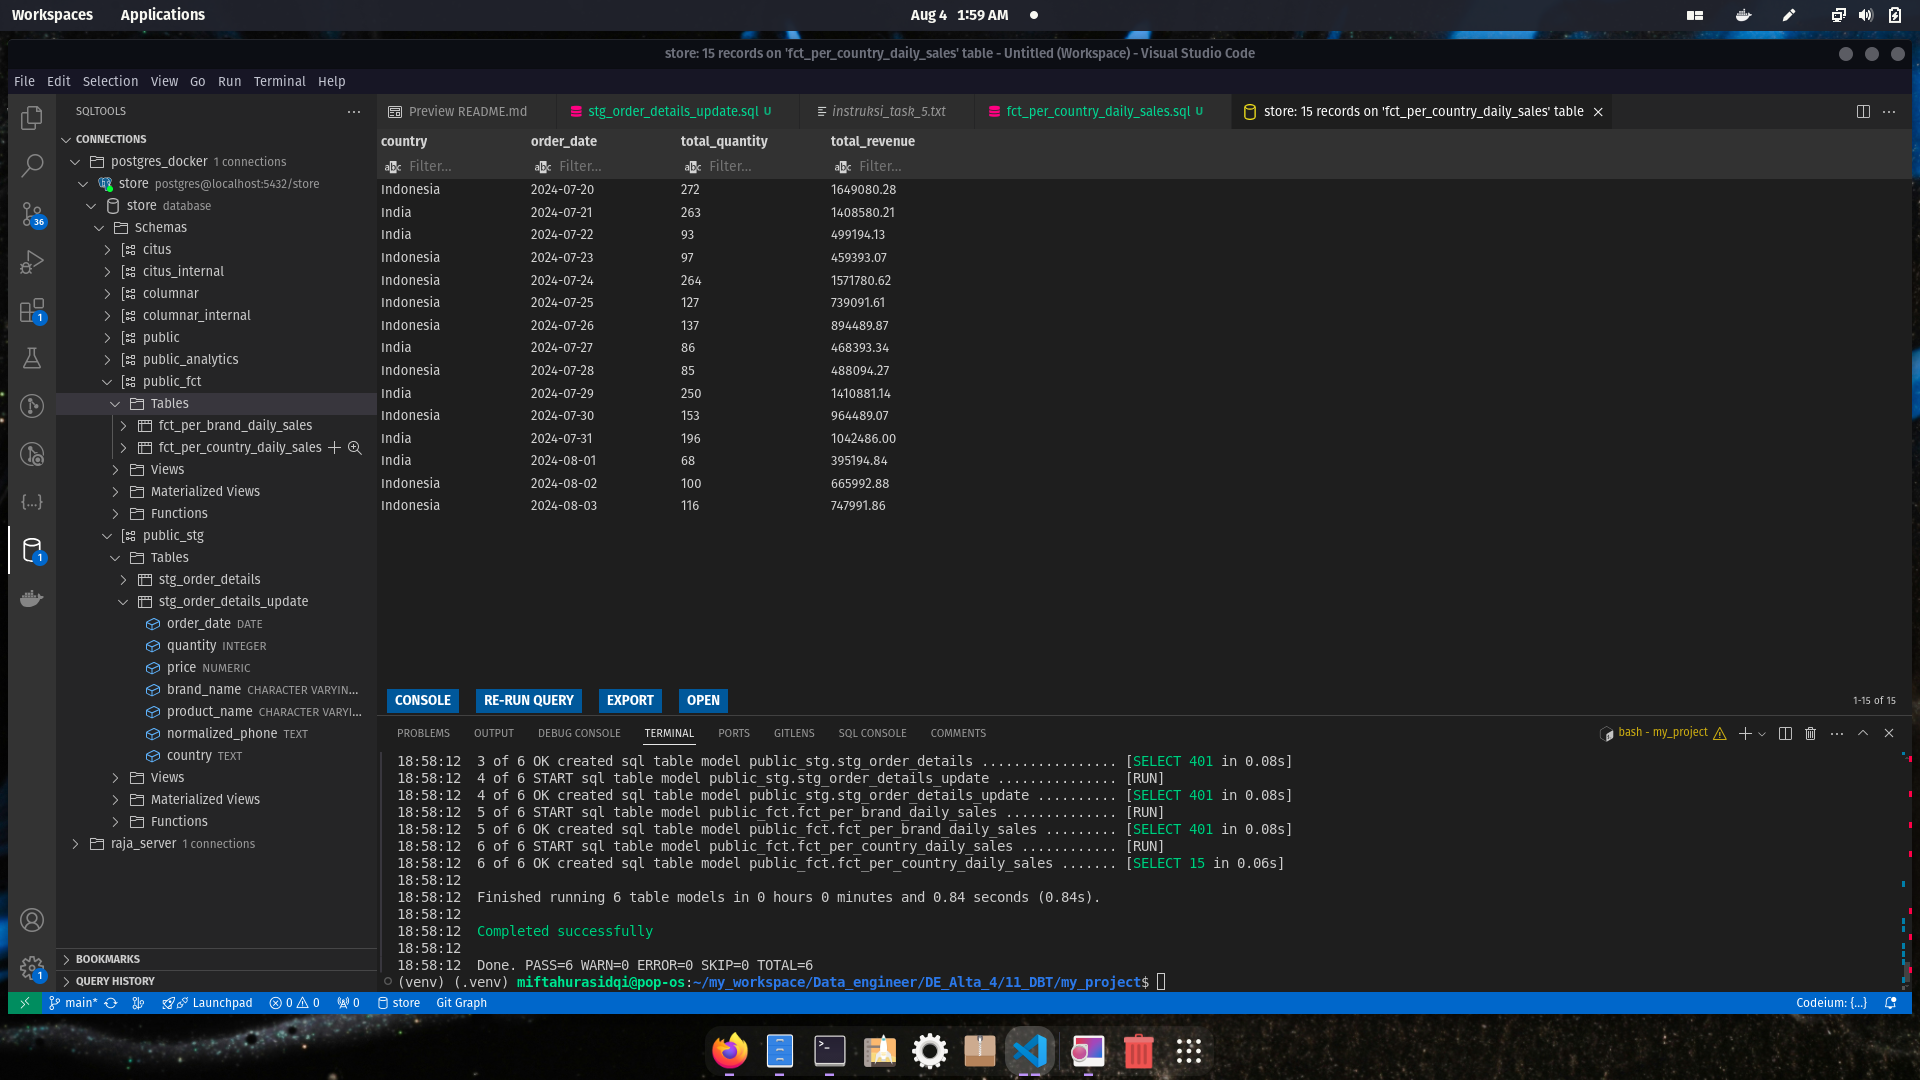 Workspaces Applications Aug 4 1:59 AM
store: 15 records on 'fct_per_country_daily_sales' table - Untitled (Workspace) - Visual Studio Code
File Edit Selection View Go Run Terminal Help
SQLTOOLS
CONNECTIONS
postgres_docker 1 connections
store postgres@localhost:5432/store
store database
Schemas
citus
citus_internal
columnar
columnar_internal
public
public_analytics
public_fct
Tables
fct_per_brand_daily_sales
fct_per_country_daily_sales
Views
Materialized Views
Functions
public_stg
Tables
stg_order_details
stg_order_details_update
order_date DATE
quantity INTEGER
price NUMERIC
brand_name CHARACTER VARYIN...
product_name CHARACTER VARYI...
normalized_phone TEXT
country TEXT
Views
Materialized Views
Functions
raja_server 1 connections
BOOKMARKS
QUERY HISTORY
36
1
1
1
Preview README.md stg_order_details_update.sql U instruksi_task_5.txt fct_per_country_daily_sales.sql U store: 15 records on 'fct_per_country_daily_sales' table
country order_date total_quantity total_revenue
Filter... Filter... Filter... Filter...
Indonesia 2024-07-20 272 1649080.28
India 2024-07-21 263 1408580.21
India 2024-07-22 93 499194.13
Indonesia 2024-07-23 97 459393.07
Indonesia 2024-07-24 264 1571780.62
Indonesia 2024-07-25 127 739091.61
Indonesia 2024-07-26 137 894489.87
India 2024-07-27 86 468393.34
Indonesia 2024-07-28 85 488094.27
India 2024-07-29 250 1410881.14
Indonesia 2024-07-30 153 964489.07
India 2024-07-31 196 1042486.00
India 2024-08-01 68 395194.84
Indonesia 2024-08-02 100 665992.88
Indonesia 2024-08-03 116 747991.86
CONSOLE RE-RUN QUERY EXPORT OPEN 1-15 of 15
PROBLEMS OUTPUT DEBUG CONSOLE TERMINAL PORTS GITLENS SQL CONSOLE COMMENTS bash - my_project
18:58:12 3 of 6 OK created sql table model public_stg.stg_order_details ................. [SELECT 401 in 0.08s]
18:58:12 4 of 6 START sql table model public_stg.stg_order_details_update ............... [RUN]
18:58:12 4 of 6 OK created sql table model public_stg.stg_order_details_update .......... [SELECT 401 in 0.08s]
18:58:12 5 of 6 START sql table model public_fct.fct_per_brand_daily_sales .............. [RUN]
18:58:12 5 of 6 OK created sql table model public_fct.fct_per_brand_daily_sales ......... [SELECT 401 in 0.08s]
18:58:12 6 of 6 START sql table model public_fct.fct_per_country_daily_sales ............ [RUN]
18:58:12 6 of 6 OK created sql table model public_fct.fct_per_country_daily_sales ....... [SELECT 15 in 0.06s]
18:58:12
18:58:12 Finished running 6 table models in 0 hours 0 minutes and 0.84 seconds (0.84s).
18:58:12
18:58:12 Completed successfully
18:58:12
18:58:12 Done. PASS=6 WARN=0 ERROR=0 SKIP=0 TOTAL=6
(venv) (.venv) miftahurasidqi@pop-os:~/my_workspace/Data_engineer/DE_Alta_4/11_DBT/my_project$
main* Launchpad 0 0 0 store Git Graph Codeium: {...}